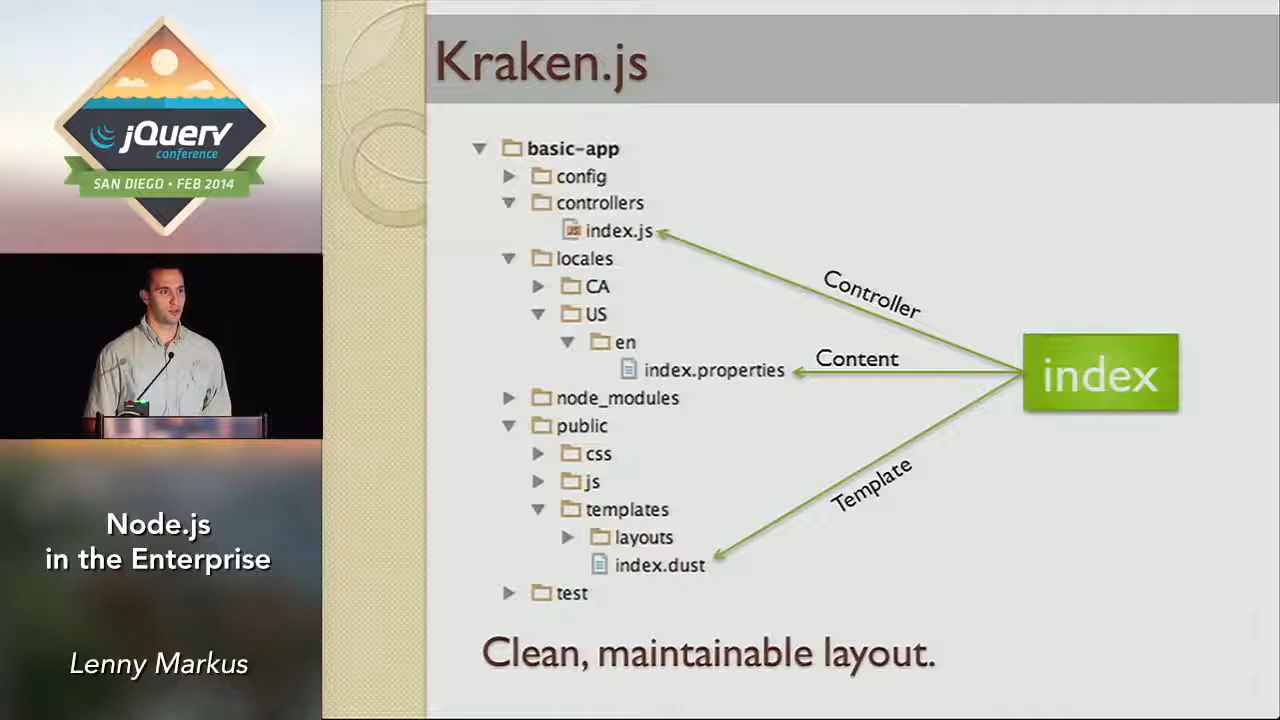 jQuery
conference
SAN DIEGO • FEB 2014
Node.js
in the Enterprise
Lenny Markus
Kraken.js
basic-app
config
controllers
index.js
locales
CA
US
en
index.properties
node_modules
public
css
js
templates
layouts
index.dust
test
Controller
Content
Template
index
Clean, maintainable layout.